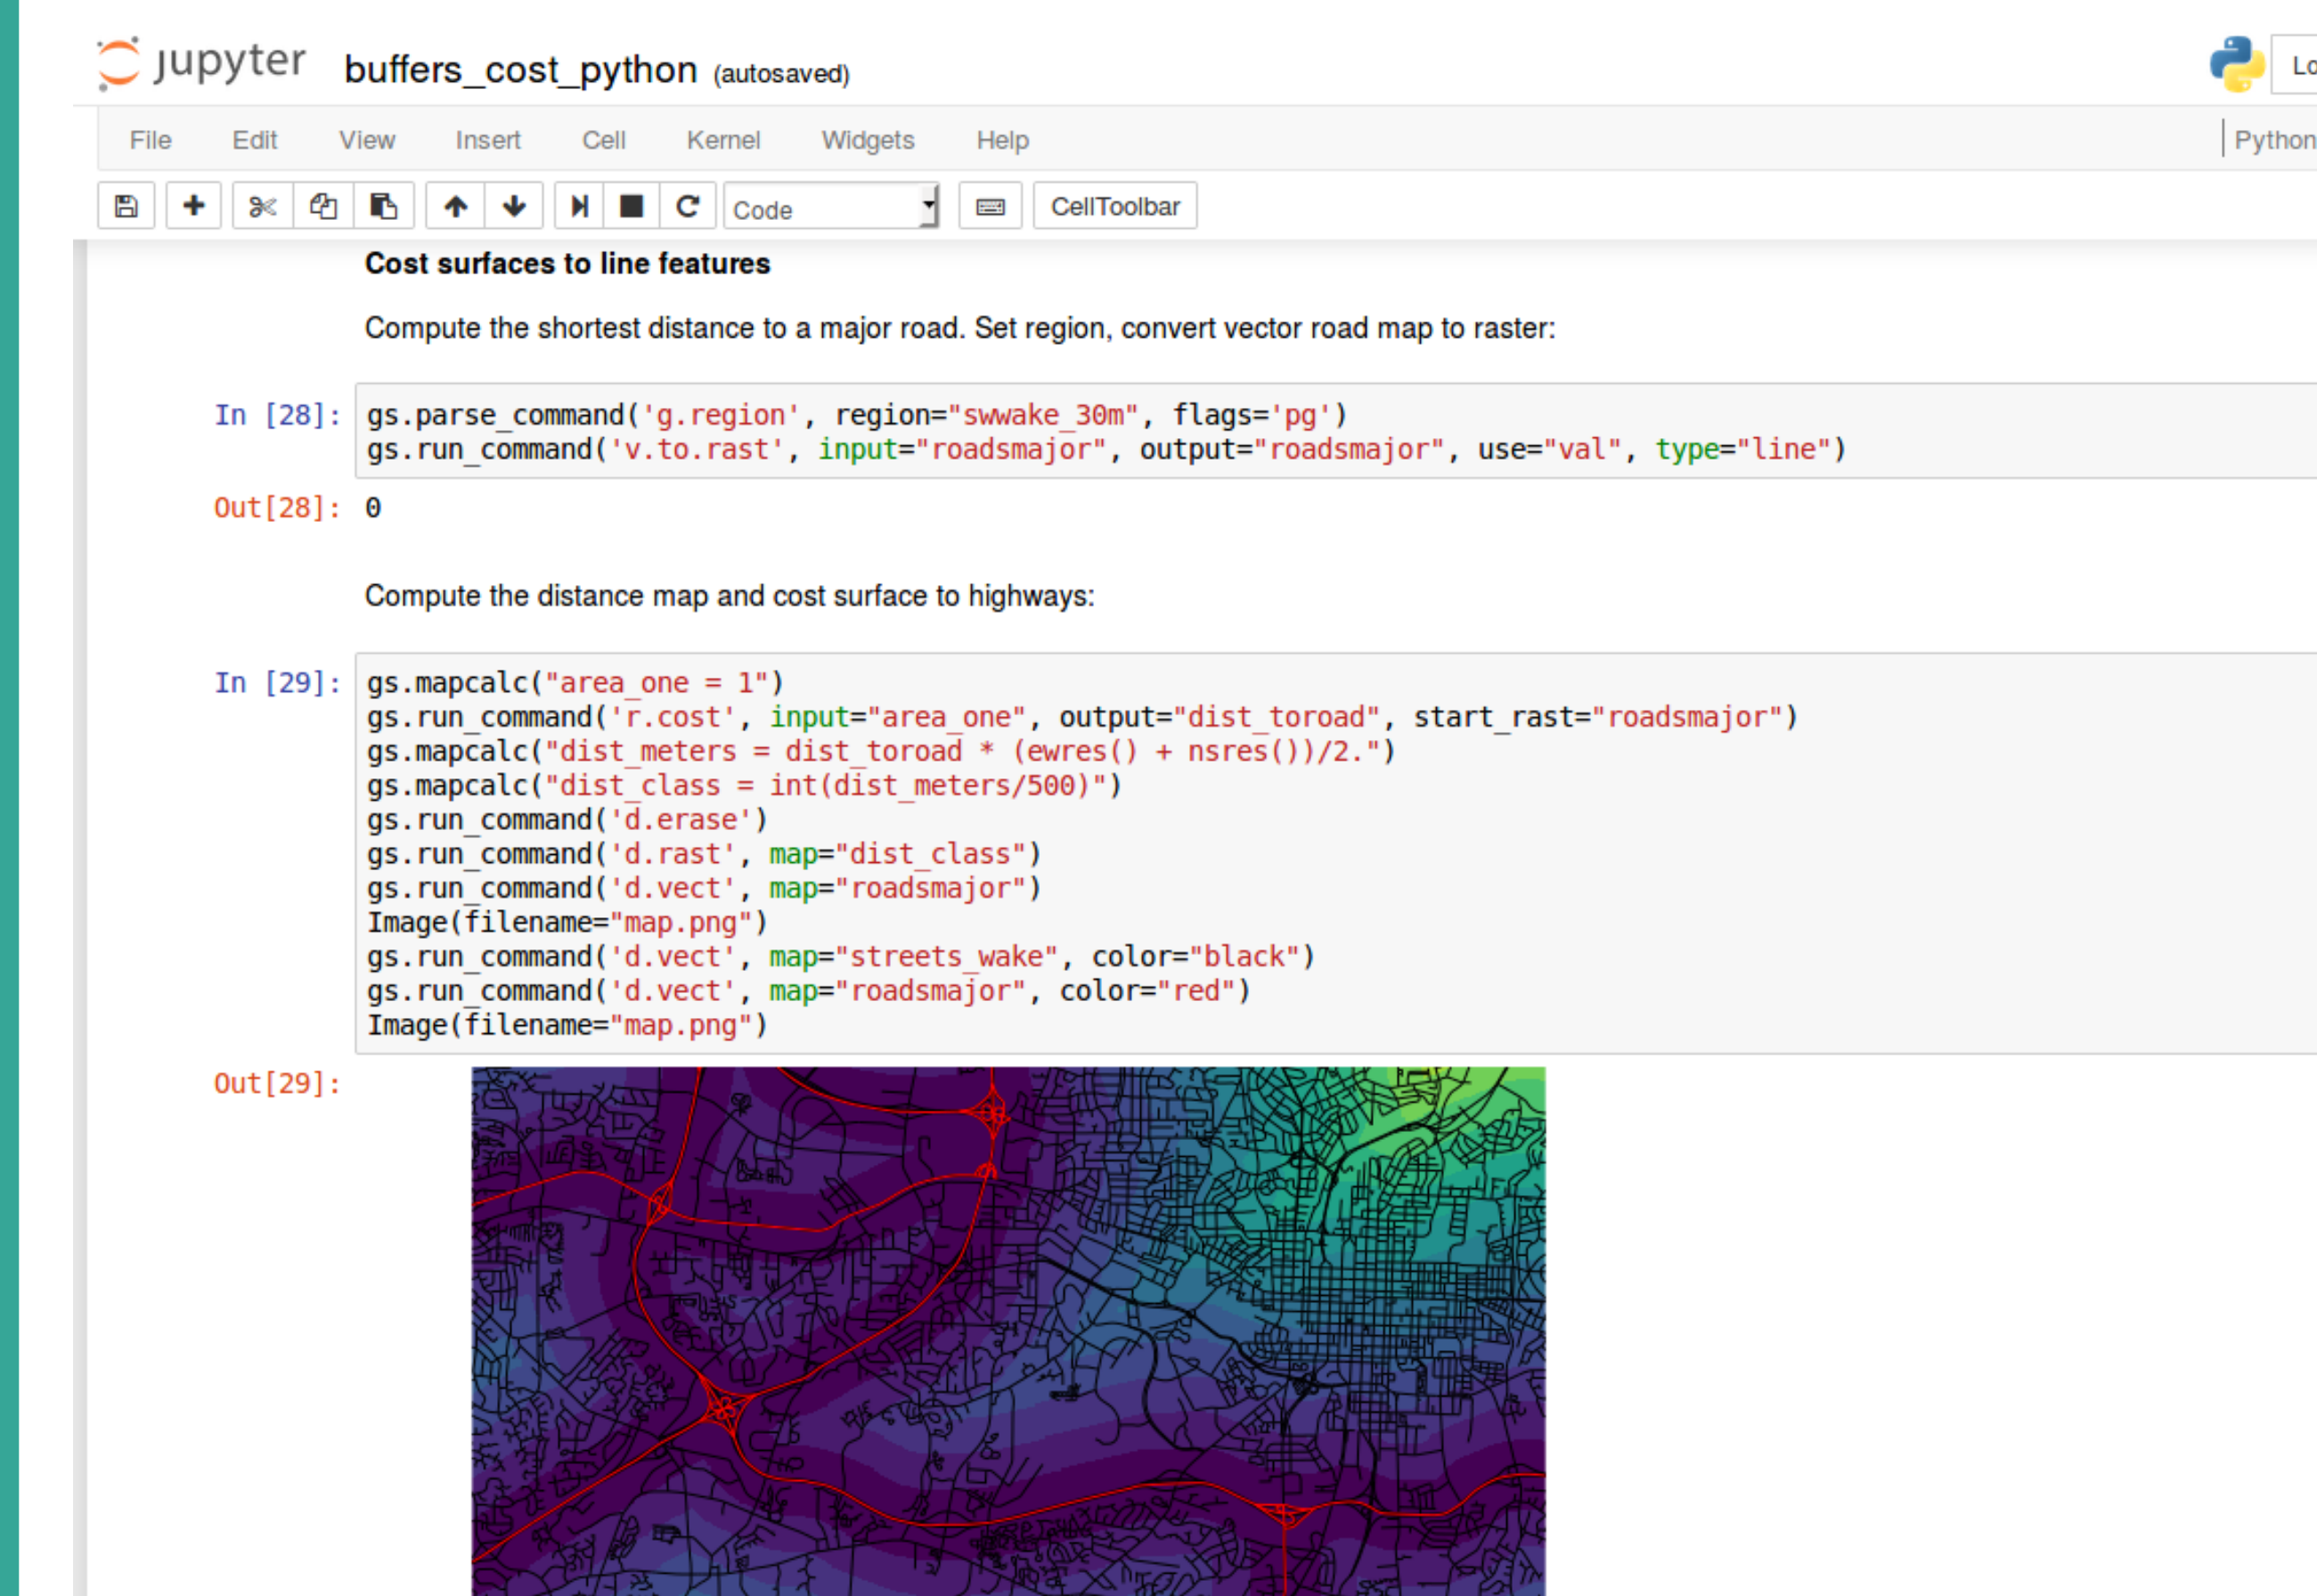 jupyter buffers_cost_python (autosaved)
File Edit View Insert Cell Kernel Widgets Help Python
Code CellToolbar
Cost surfaces to line features
Compute the shortest distance to a major road. Set region, convert vector road map to raster:
In [28]: gs.parse_command('g.region', region="swwake_30m", flags='pg')
gs.run_command('v.to.rast', input="roadsmajor", output="roadsmajor", use="val", type="line")
Out[28]: 0
Compute the distance map and cost surface to highways:
In [29]: gs.mapcalc("area_one = 1")
gs.run_command('r.cost', input="area_one", output="dist_toroad", start_rast="roadsmajor")
gs.mapcalc("dist_meters = dist_toroad * (ewres() + nsres())/2.")
gs.mapcalc("dist_class = int(dist_meters/500)")
gs.run_command('d.erase')
gs.run_command('d.rast', map="dist_class")
gs.run_command('d.vect', map="roadsmajor")
Image(filename="map.png")
gs.run_command('d.vect', map="streets_wake", color="black")
gs.run_command('d.vect', map="roadsmajor", color="red")
Image(filename="map.png")
Out[29]: